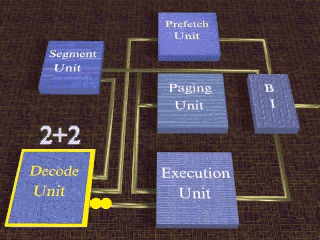 Prefetch
Unit
Segment
Unit
Paging
Unit
B
I
2+2
Decode
Unit
Execution
Unit